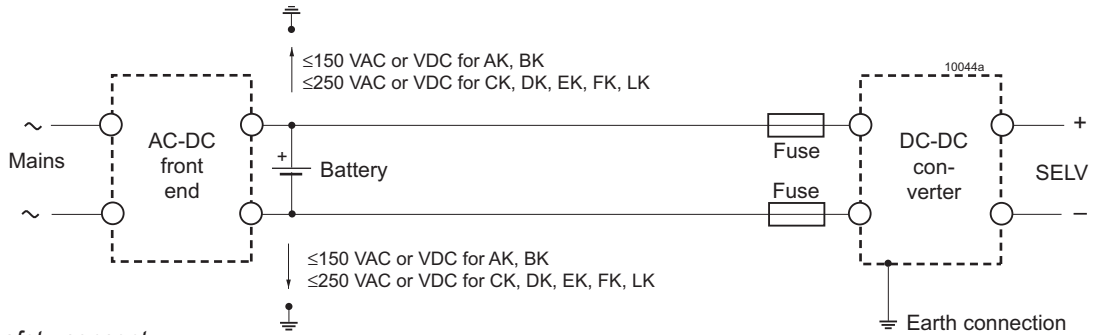 ≤150 VAC or VDC for AK, BK
≤250 VAC or VDC for CK, DK, EK, FK, LK
10044a
~
Mains
~
AC-DC
front
end
+
Battery
Fuse
Fuse
DC-DC
con-
verter
+
SELV
–
≤150 VAC or VDC for AK, BK
≤250 VAC or VDC for CK, DK, EK, FK, LK
Earth connection